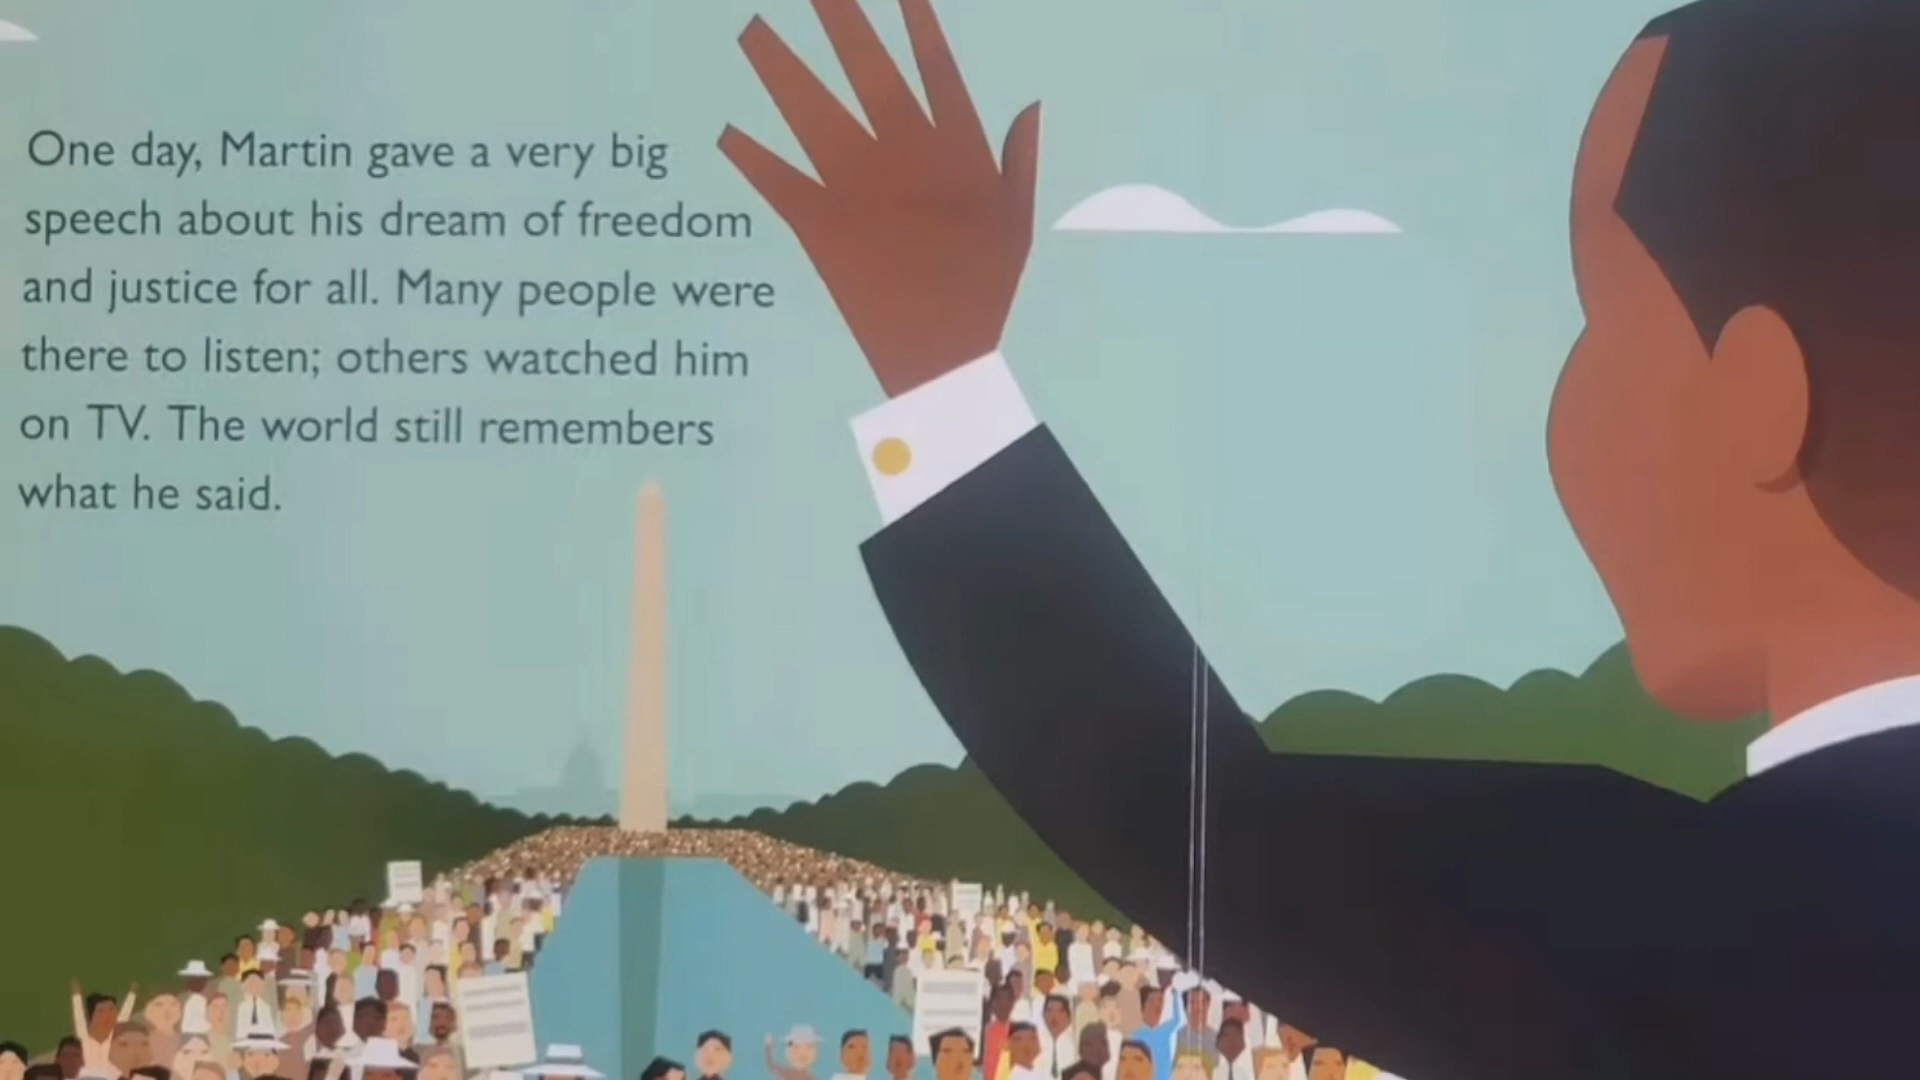 One day, Martin gave a very big
speech about his dream of freedom
and justice for all. Many people were
there to listen; others watched him
on TV. The world still remembers
what he said.